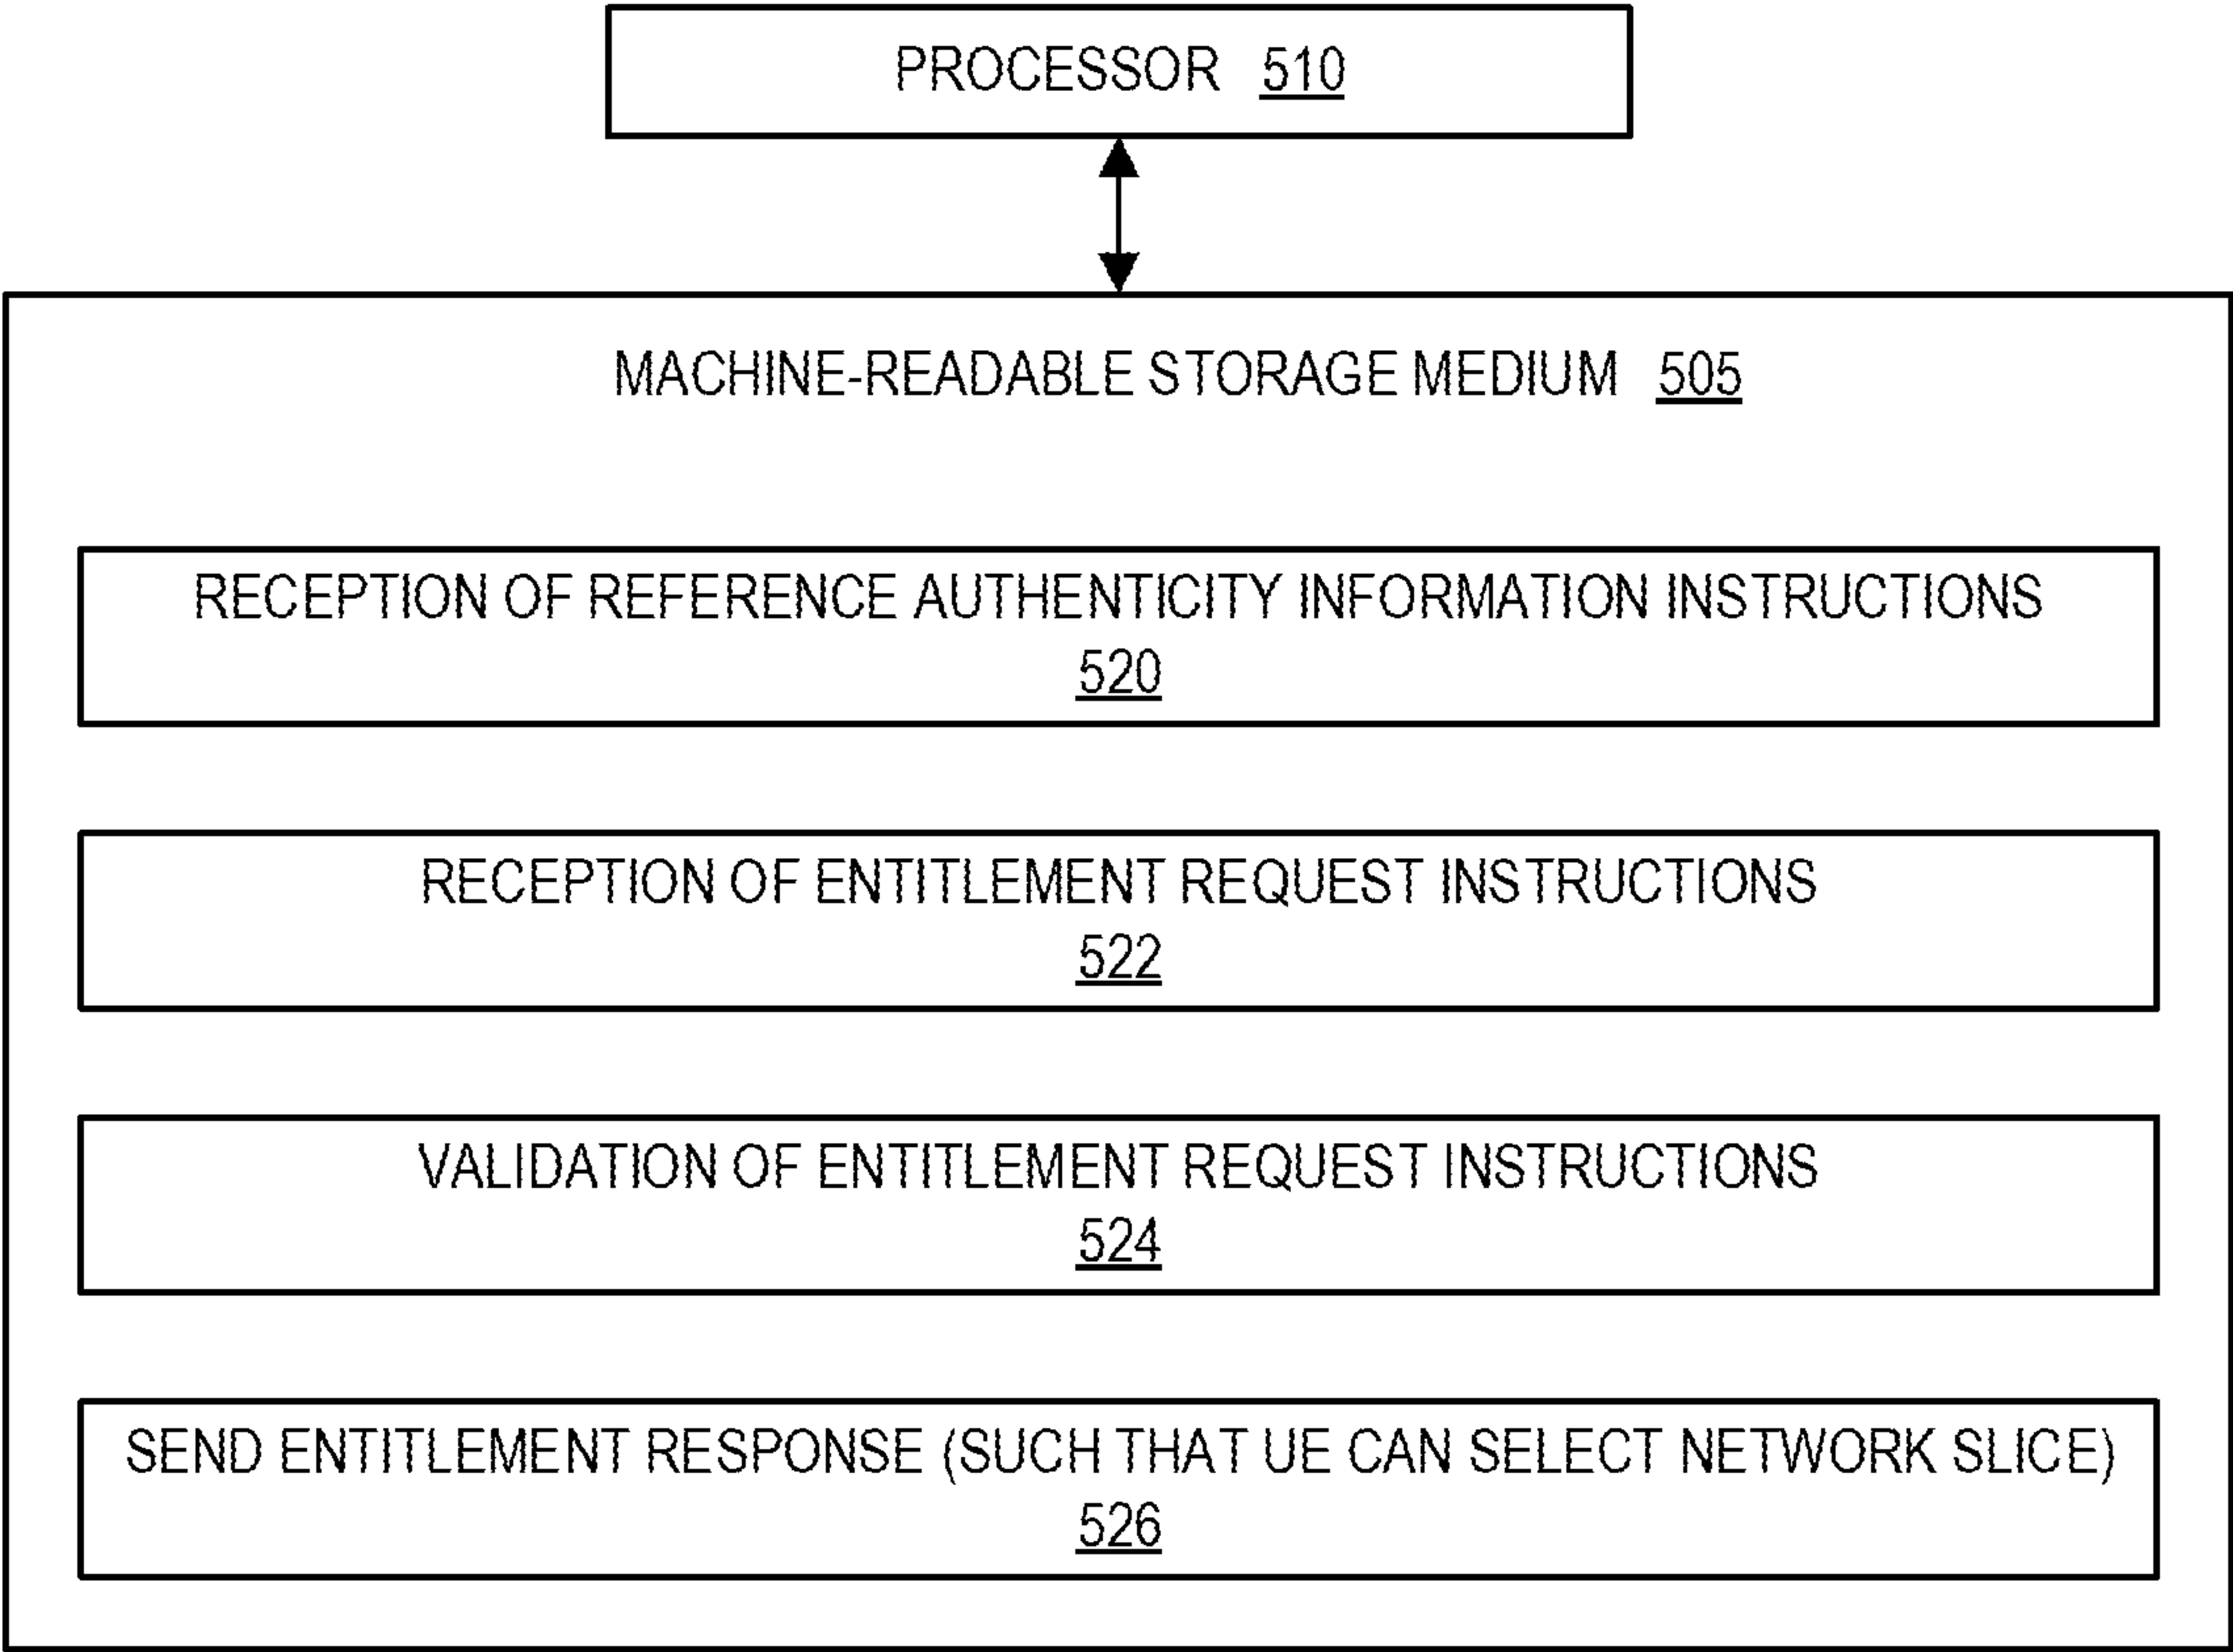 PROCESSOR 510
MACHINE-READABLE STORAGE MEDIUM 505
RECEPTION OF REFERENCE AUTHENTICITY INFORMATION INSTRUCTIONS
520
RECEPTION OF ENTITLEMENT REQUEST INSTRUCTIONS
522
VALIDATION OF ENTITLEMENT REQUEST INSTRUCTIONS
524
SEND ENTITLEMENT RESPONSE (SUCH THAT UE CAN SELECT NETWORK SLICE)
526